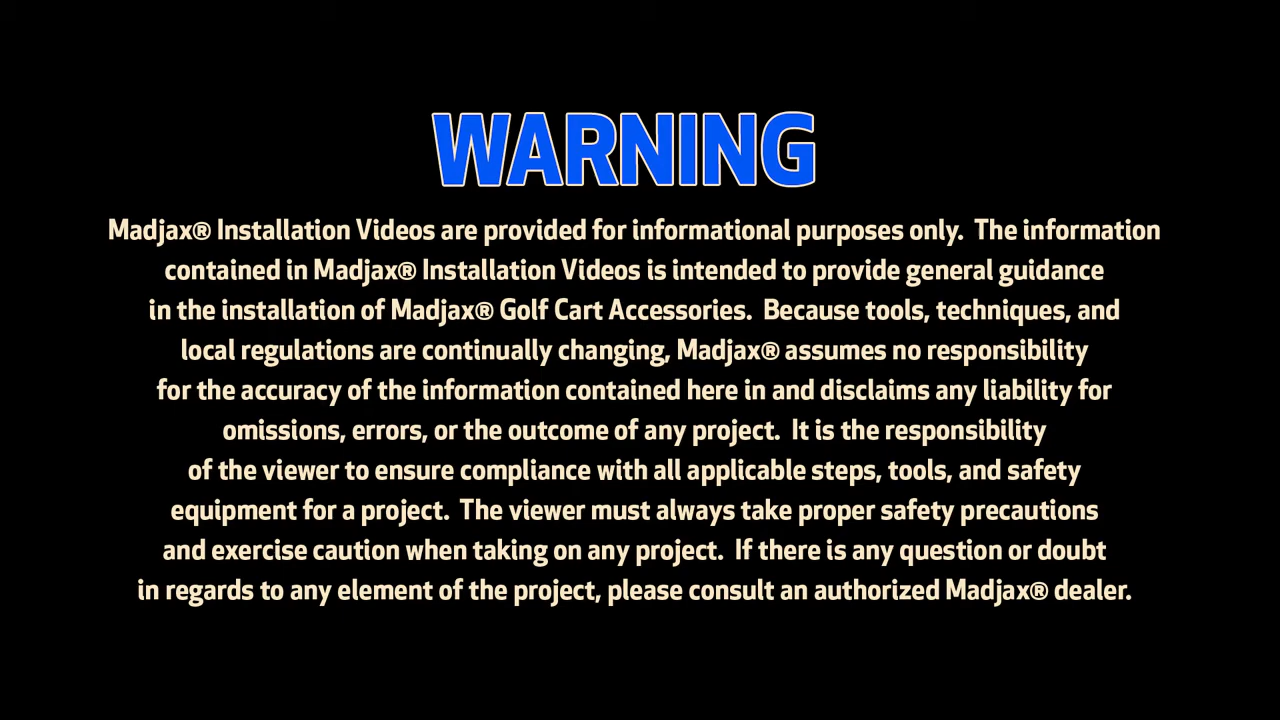 WARNING
Madjax® Installation Videos are provided for informational purposes only.  The information
contained in Madjax® Installation Videos is intended to provide general guidance
in the installation of Madjax® Golf Cart Accessories.  Because tools, techniques, and
local regulations are continually changing, Madjax® assumes no responsibility
for the accuracy of the information contained here in and disclaims any liability for
omissions, errors, or the outcome of any project.  It is the responsibility
of the viewer to ensure compliance with all applicable steps, tools, and safety
equipment for a project.  The viewer must always take proper safety precautions
and exercise caution when taking on any project.  If there is any question or doubt
in regards to any element of the project, please consult an authorized Madjax® dealer.